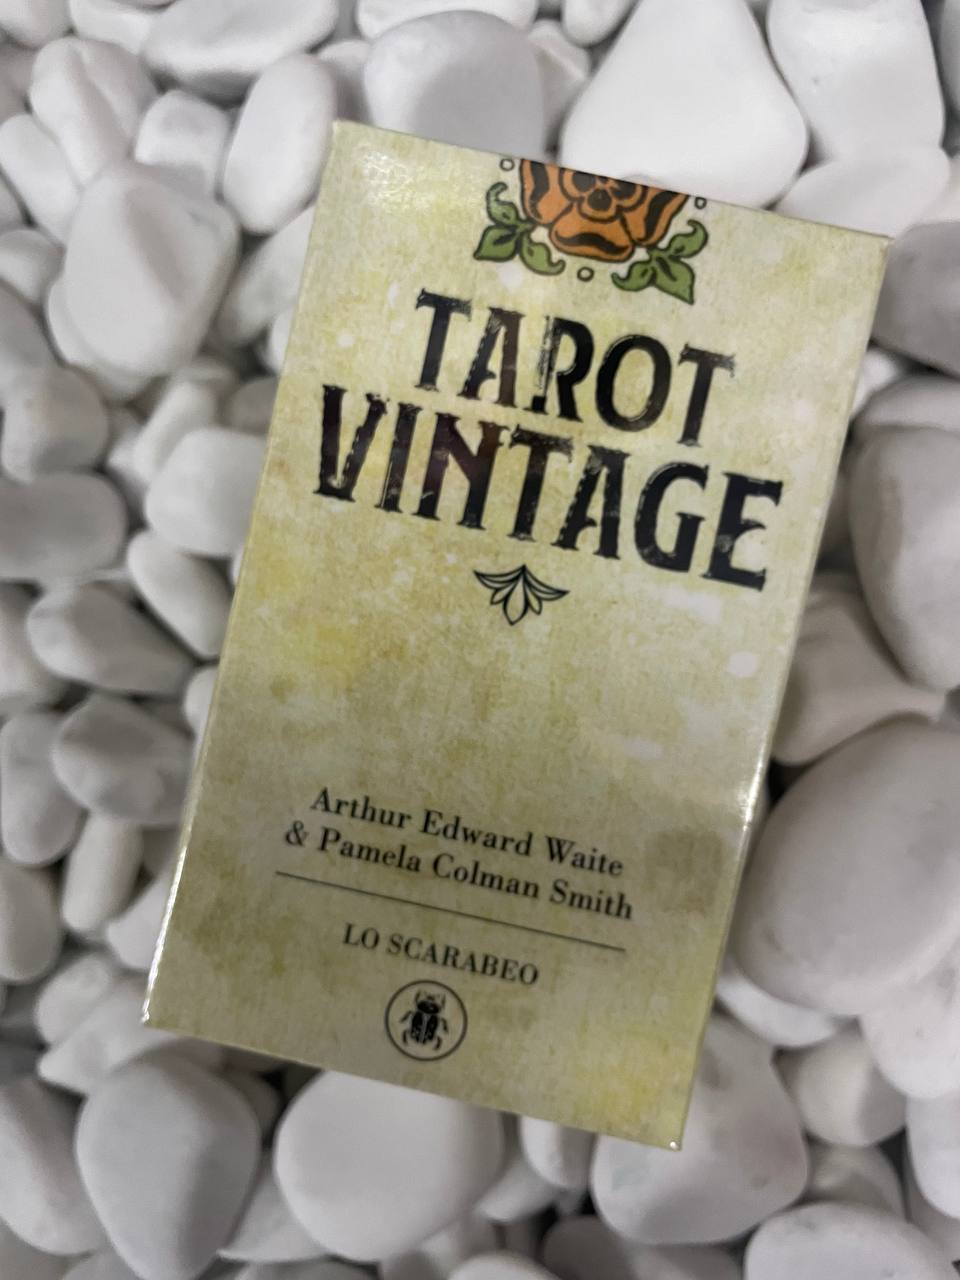 TAROT
VINTAGE
Arthur Edward Waite
& Pamela Colman Smith
LO SCARABEO